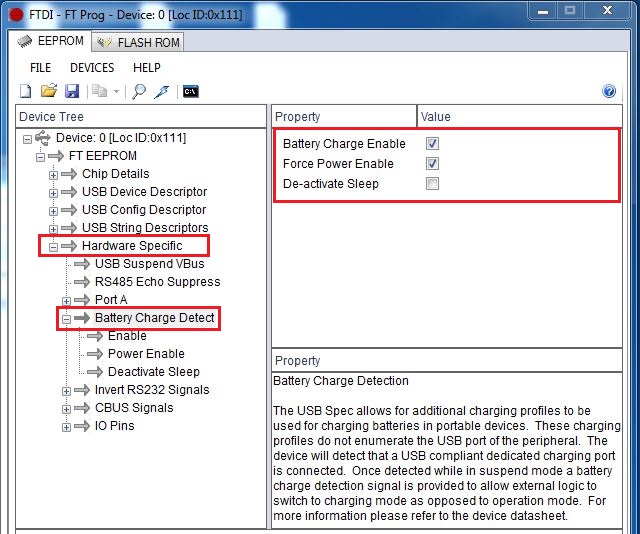 FTDI - FT Prog - Device: 0 [Loc ID:0x111]
EEPROM FLASH ROM
FILE DEVICES HELP
C:\
?
Device Tree
Device: 0 [Loc ID:0x111]
FT EEPROM
Chip Details
USB Device Descriptor
USB Config Descriptor
USB String Descriptors
Hardware Specific
USB Suspend VBus
RS485 Echo Suppress
Port A
Battery Charge Detect
Enable
Power Enable
Deactivate Sleep
Invert RS232 Signals
CBUS Signals
IO Pins
Property Value
Battery Charge Enable
Force Power Enable
De-activate Sleep
Property
Battery Charge Detection
The USB Spec allows for additional charging profiles to be
used for charging batteries in portable devices. These charging
profiles do not enumerate the USB port of the peripheral. The
device will detect that a USB compliant dedicated charging port
is connected. Once detected while in suspend mode a battery
charge detection signal is provided to allow external logic to
switch to charging mode as opposed to operation mode. For
more information please refer to the device datasheet.